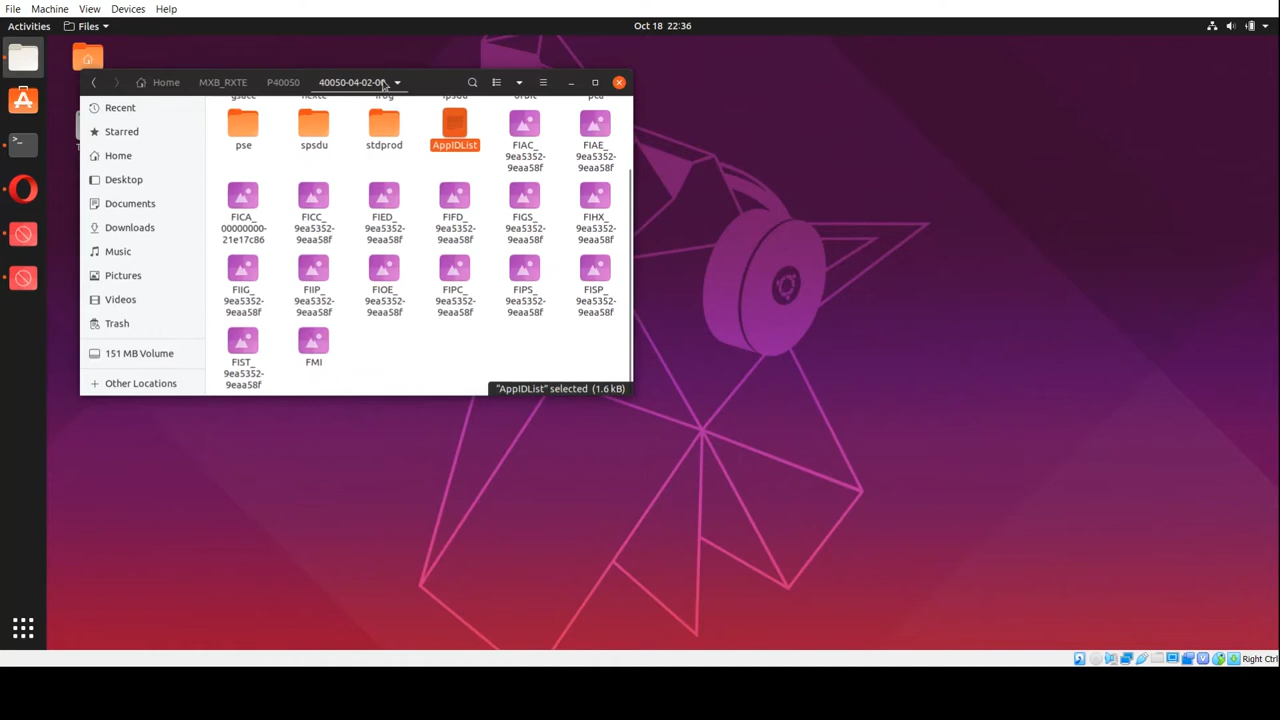 File Machine View Devices Help
Activities Files Oct 18 22:36
Home MXB_RXTE P40050
Recent
Starred
Home
Desktop
Documents
Downloads
Music
Pictures
Videos
Trash
151 MB Volume
Other Locations
pse spsdu stdprod AppIDList FIAC_ FIAE_
9ea5352- 9ea5352-
9eaa58f 9eaa58f
FICA_ FICC_ FIED_ FIFD_ FIGS_ FIHX_
00000000- 9ea5352- 9ea5352- 9ea5352- 9ea5352- 9ea5352-
21e17c86 9eaa58f 9eaa58f 9eaa58f 9eaa58f 9eaa58f
FIIG_ FIIP_ FIOE_ FIPC_ FIPS_ FISP_
9ea5352- 9ea5352- 9ea5352- 9ea5352- 9ea5352- 9ea5352-
9eaa58f 9eaa58f 9eaa58f 9eaa58f 9eaa58f 9eaa58f
FIST_ FMI
9ea5352-
9eaa58f
"AppIDList" selected (1.6 kB)
Right Ctrl